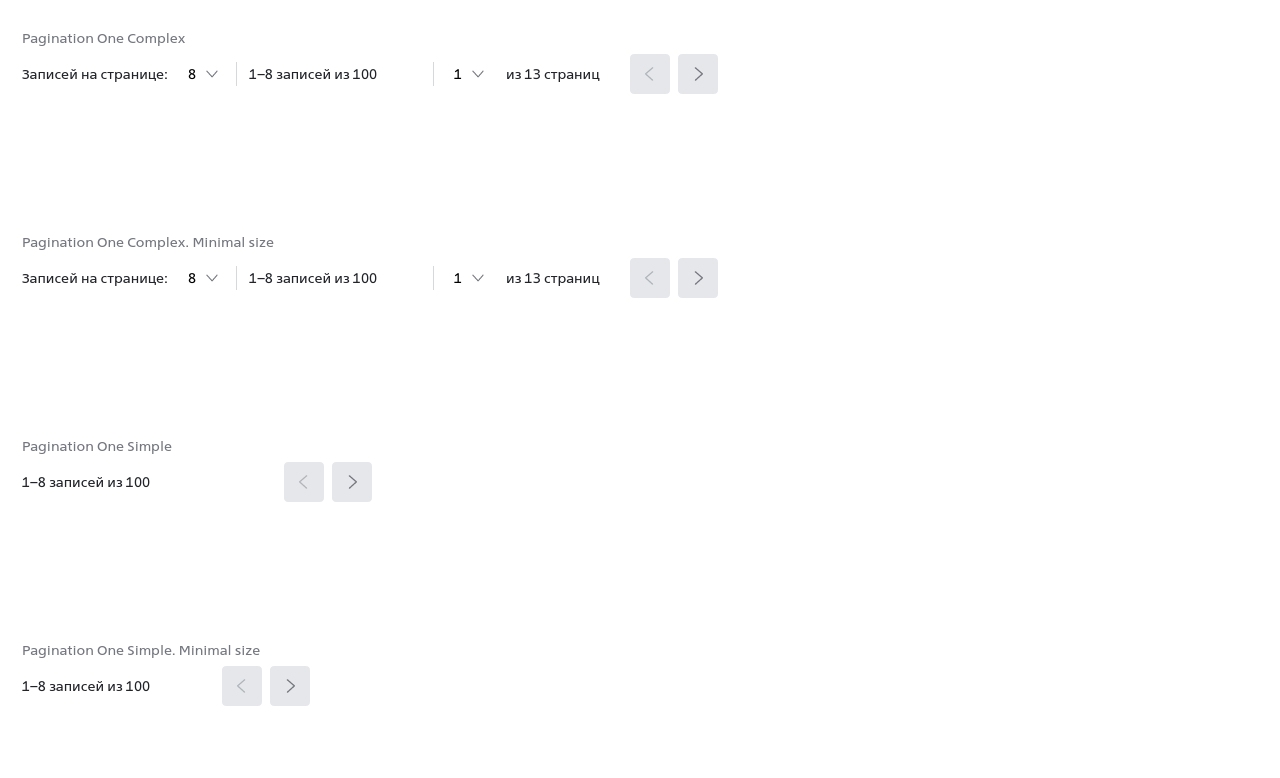 Pagination One Complex
Записей на странице: 8 1–8 записей из 100 1 из 13 страниц
Pagination One Complex. Minimal size
Записей на странице: 8 1–8 записей из 100 1 из 13 страниц
Pagination One Simple
1–8 записей из 100
Pagination One Simple. Minimal size
1–8 записей из 100